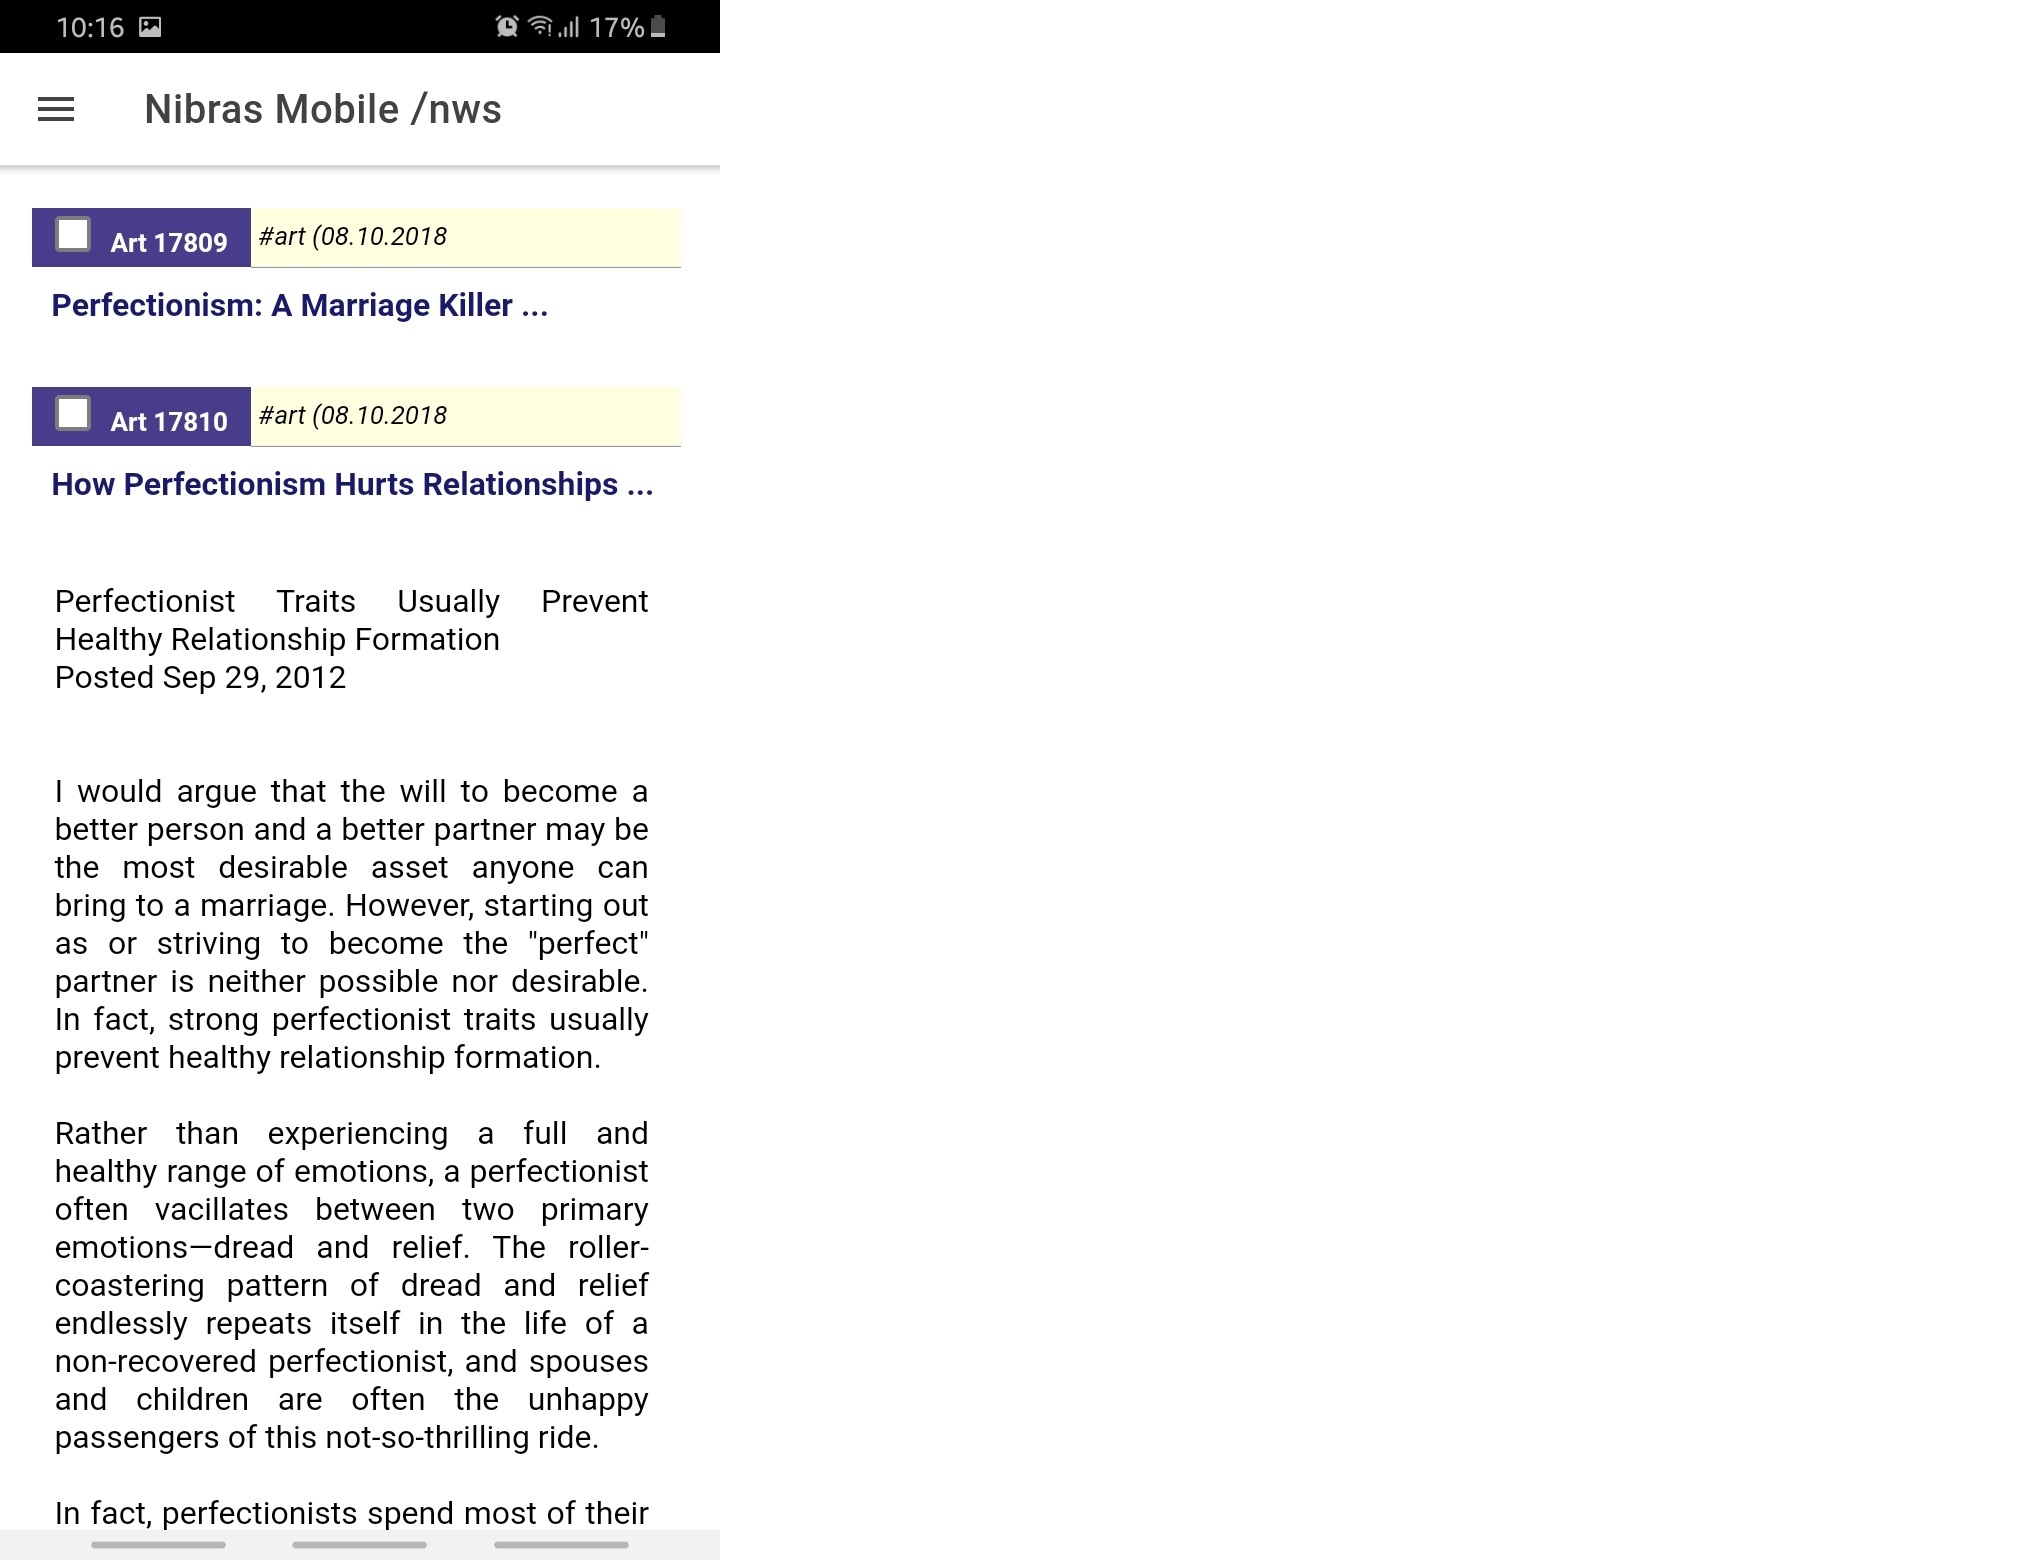 10:16 17%
Nibras Mobile /nws
Art 17809 #art (08.10.2018
Perfectionism: A Marriage Killer ...
Art 17810 #art (08.10.2018
How Perfectionism Hurts Relationships ...
Perfectionist Traits Usually Prevent
Healthy Relationship Formation
Posted Sep 29, 2012
I would argue that the will to become a
better person and a better partner may be
the most desirable asset anyone can
bring to a marriage. However, starting out
as or striving to become the "perfect"
partner is neither possible nor desirable.
In fact, strong perfectionist traits usually
prevent healthy relationship formation.
Rather than experiencing a full and
healthy range of emotions, a perfectionist
often vacillates between two primary
emotions—dread and relief. The roller-
coastering pattern of dread and relief
endlessly repeats itself in the life of a
non-recovered perfectionist, and spouses
and children are often the unhappy
passengers of this not-so-thrilling ride.
In fact, perfectionists spend most of their